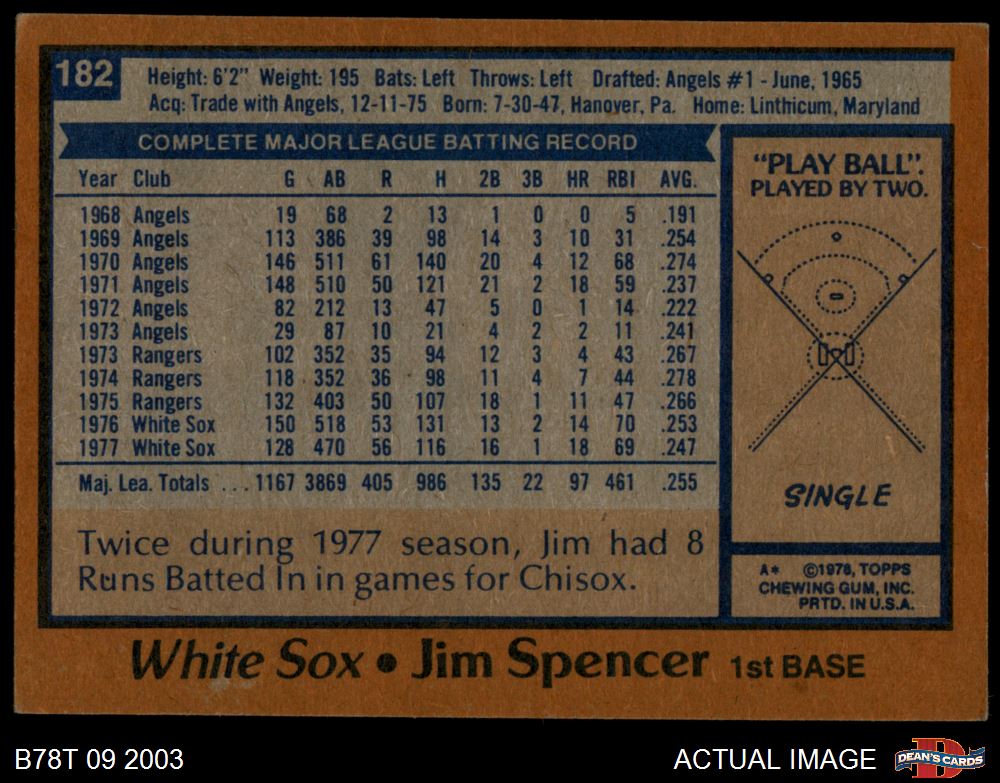 182
Height: 6'2" Weight: 195 Bats: Left Throws: Left Drafted: Angels #1 - June, 1965
Acq: Trade with Angels, 12-11-75 Born: 7-30-47, Hanover, Pa. Home: Linthicum, Maryland
COMPLETE MAJOR LEAGUE BATTING RECORD
Year Club G AB R H 2B 3B HR RBI AVG.
1968 Angels 19 68 2 13 1 0 0 5 .191
1969 Angels 113 386 39 98 14 3 10 31 .254
1970 Angels 146 511 61 140 20 4 12 68 .274
1971 Angels 148 510 50 121 21 2 18 59 .237
1972 Angels 82 212 13 47 5 0 1 14 .222
1973 Angels 29 87 10 21 4 2 2 11 .241
1973 Rangers 102 352 35 94 12 3 4 43 .267
1974 Rangers 118 352 36 98 11 4 7 44 .278
1975 Rangers 132 403 50 107 18 1 11 47 .266
1976 White Sox 150 518 53 131 13 2 14 70 .253
1977 White Sox 128 470 56 116 16 1 18 69 .247
Maj. Lea. Totals ... 1167 3869 405 986 135 22 97 461 .255
Twice during 1977 season, Jim had 8
Runs Batted In in games for Chisox.
"PLAY BALL".
PLAYED BY TWO.
SINGLE
A* ©1978, TOPPS
CHEWING GUM, INC.
PRTD. IN U.S.A.
White Sox • Jim Spencer 1st BASE
B78T 09 2003
ACTUAL IMAGE
DEAN'S CARDS